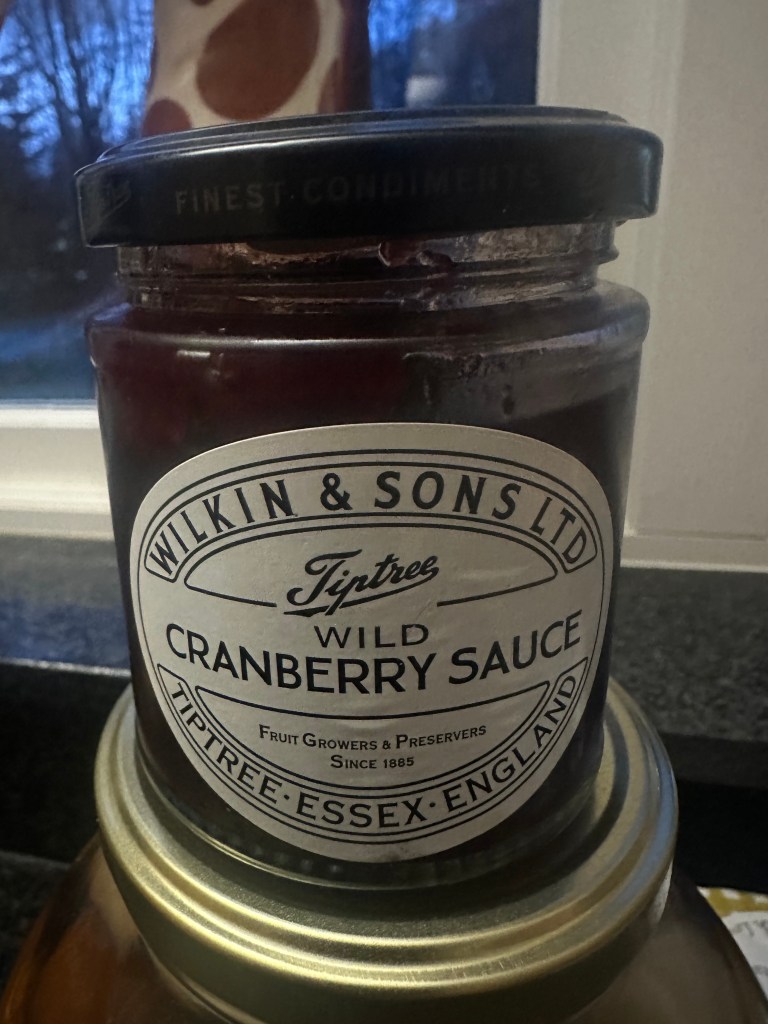 FINEST CONDIMENTS
WILKIN & SONS LTD
Tiptree
WILD
CRANBERRY SAUCE
FRUIT GROWERS & PRESERVERS
SINCE 1885
TIPTREE · ESSEX · ENGLAND